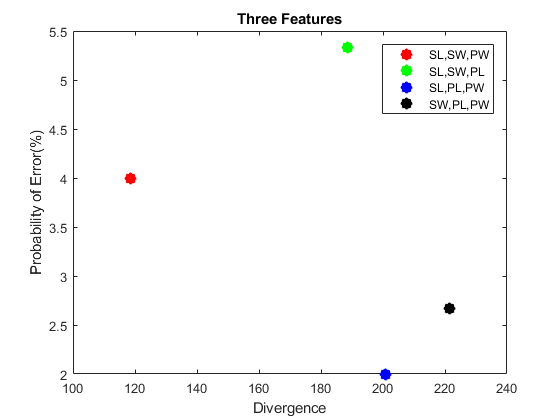 Three Features
5.5
5
4.5
4
3.5
3
2.5
2
Probability of Error(%)
SL,SW,PW
SL,SW,PL
SL,PL,PW
SW,PL,PW
100 120 140 160 180 200 220 240
Divergence